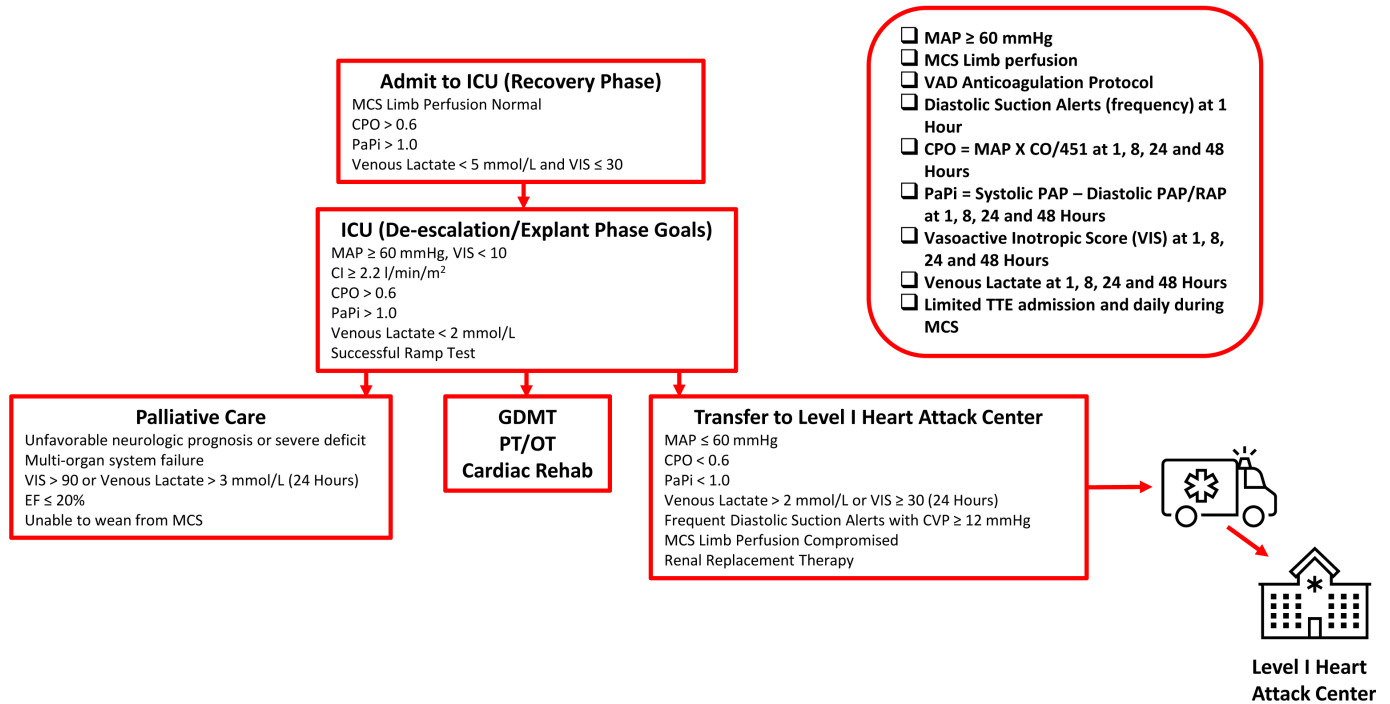 Admit to ICU (Recovery Phase)
MCS Limb Perfusion Normal
CPO > 0.6
PaPi > 1.0
Venous Lactate < 5 mmol/L and VIS ≤ 30
ICU (De-escalation/Explant Phase Goals)
MAP ≥ 60 mmHg, VIS < 10
CI ≥ 2.2 l/min/m²
CPO > 0.6
PaPi > 1.0
Venous Lactate < 2 mmol/L
Successful Ramp Test
Palliative Care
Unfavorable neurologic prognosis or severe deficit
Multi-organ system failure
VIS > 90 or Venous Lactate > 3 mmol/L (24 Hours)
EF ≤ 20%
Unable to wean from MCS
GDMT
PT/OT
Cardiac Rehab
Transfer to Level I Heart Attack Center
MAP ≤ 60 mmHg
CPO < 0.6
PaPi < 1.0
Venous Lactate > 2 mmol/L or VIS ≥ 30 (24 Hours)
Frequent Diastolic Suction Alerts with CVP ≥ 12 mmHg
MCS Limb Perfusion Compromised
Renal Replacement Therapy
❑ MAP ≥ 60 mmHg
❑ MCS Limb perfusion
❑ VAD Anticoagulation Protocol
❑ Diastolic Suction Alerts (frequency) at 1
Hour
❑ CPO = MAP X CO/451 at 1, 8, 24 and 48
Hours
❑ PaPi = Systolic PAP – Diastolic PAP/RAP
at 1, 8, 24 and 48 Hours
❑ Vasoactive Inotropic Score (VIS) at 1, 8,
24 and 48 Hours
❑ Venous Lactate at 1, 8, 24 and 48 Hours
❑ Limited TTE admission and daily during
MCS
Level I Heart
Attack Center